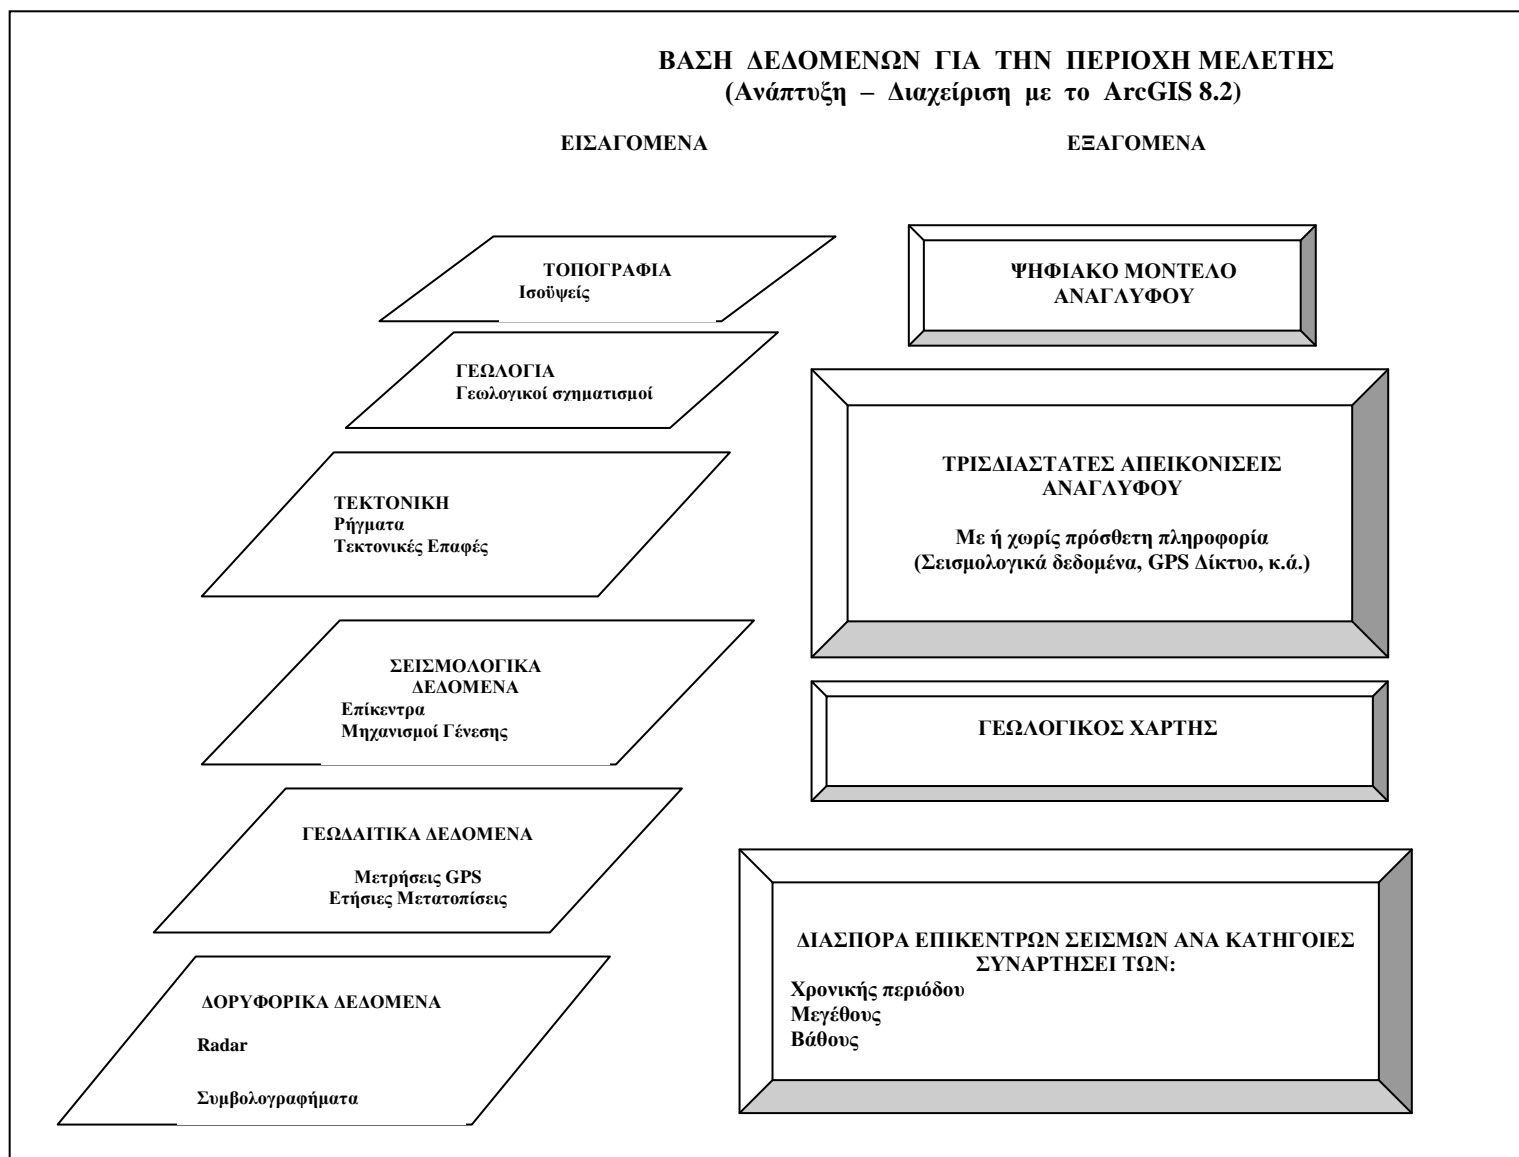 ΒΑΣΗ ΔΕΔΟΜΕΝΩΝ ΓΙΑ ΤΗΝ ΠΕΡΙΟΧΗ ΜΕΛΕΤΗΣ
(Ανάπτυξη – Διαχείριση με το ArcGIS 8.2)
ΕΙΣΑΓΟΜΕΝΑ
ΤΟΠΟΓΡΑΦΙΑ
Ισοϋψείς
ΓΕΩΛΟΓΙΑ
Γεωλογικοί σχηματισμοί
ΤΕΚΤΟΝΙΚΗ
Ρήγματα
Τεκτονικές Επαφές
ΣΕΙΣΜΟΛΟΓΙΚΑ
ΔΕΔΟΜΕΝΑ
Επίκεντρα
Μηχανισμοί Γένεσης
ΓΕΩΔΑΙΤΙΚΑ ΔΕΔΟΜΕΝΑ
Μετρήσεις GPS
Ετήσιες Μετατοπίσεις
ΔΟΡΥΦΟΡΙΚΑ ΔΕΔΟΜΕΝΑ
Radar
Συμβολογραφήματα
ΕΞΑΓΟΜΕΝΑ
ΨΗΦΙΑΚΟ ΜΟΝΤΕΛΟ
ΑΝΑΓΛΥΦΟΥ
ΤΡΙΣΔΙΑΣΤΑΤΕΣ ΑΠΕΙΚΟΝΙΣΕΙΣ
ΑΝΑΓΛΥΦΟΥ
Με ή χωρίς πρόσθετη πληροφορία
(Σεισμολογικά δεδομένα, GPS Δίκτυο, κ.ά.)
ΓΕΩΛΟΓΙΚΟΣ ΧΑΡΤΗΣ
ΔΙΑΣΠΟΡΑ ΕΠΙΚΕΝΤΡΩΝ ΣΕΙΣΜΩΝ ΑΝΑ ΚΑΤΗΓΟΙΕΣ
ΣΥΝΑΡΤΗΣΕΙ ΤΩΝ:
Χρονικής περιόδου
Μεγέθους
Βάθους